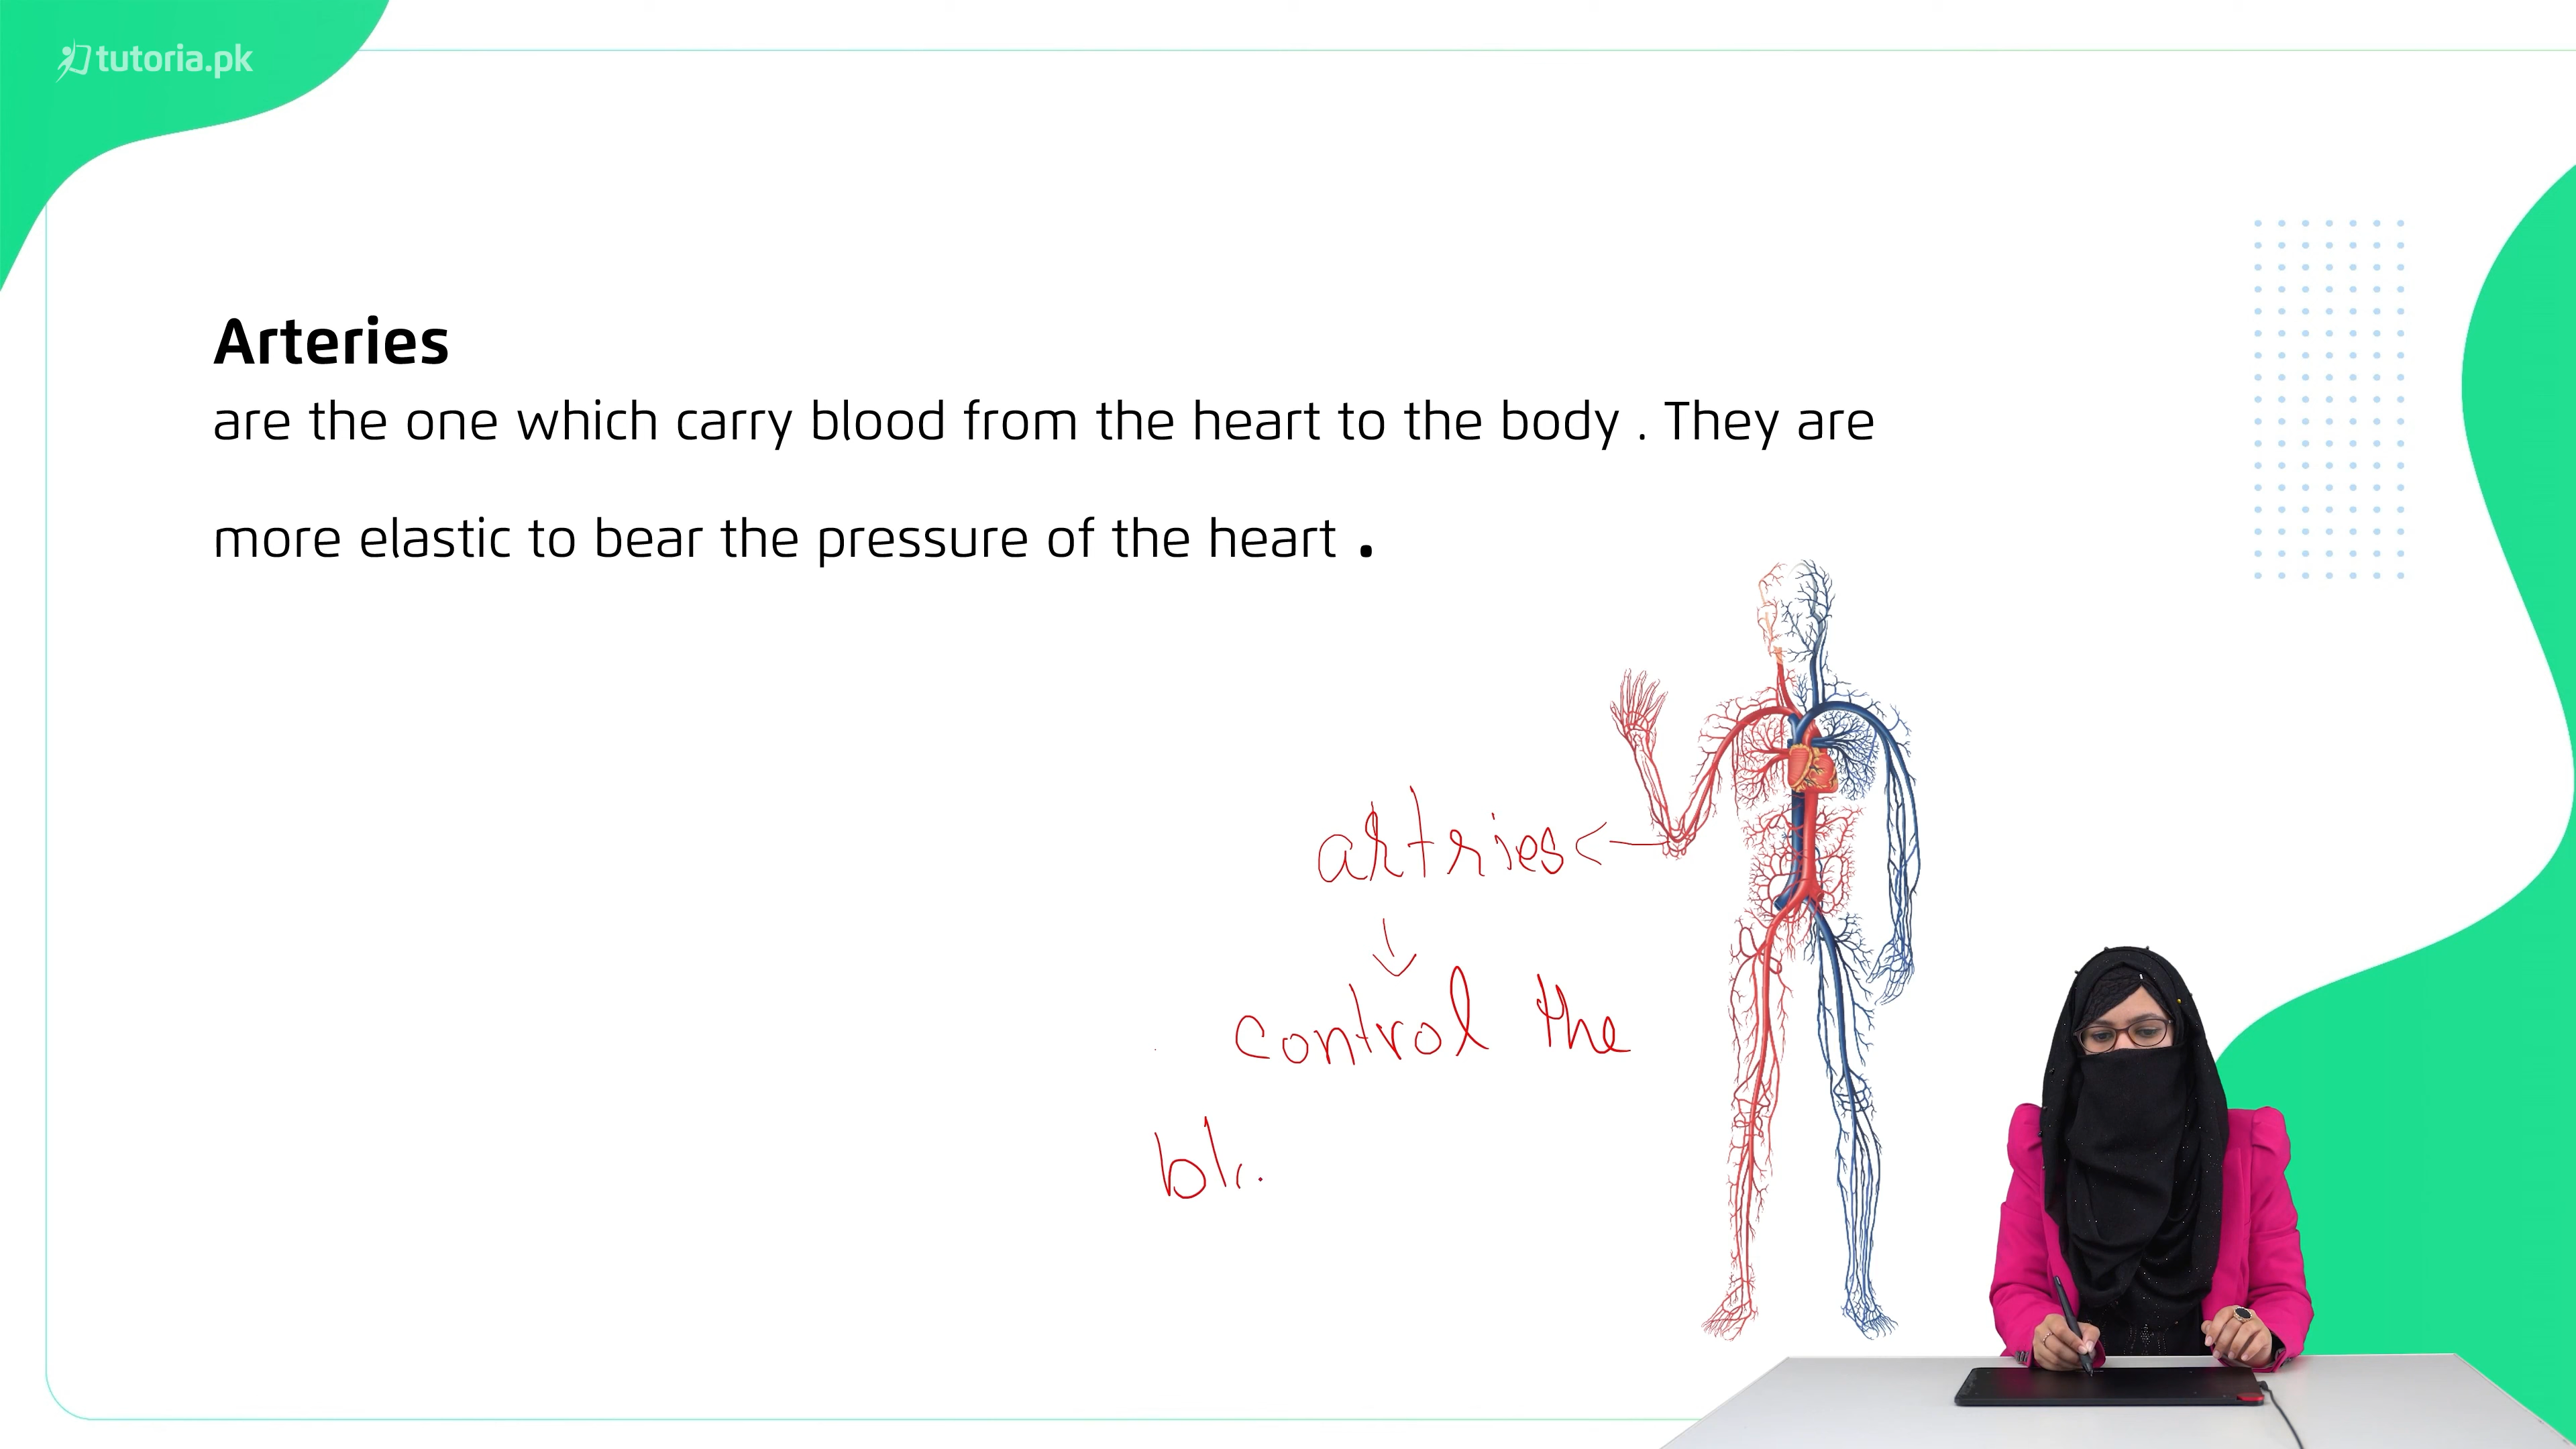 tutoria.pk
Arteries
are the one which carry blood from the heart to the body . They are
more elastic to bear the pressure of the heart .
artries
control the